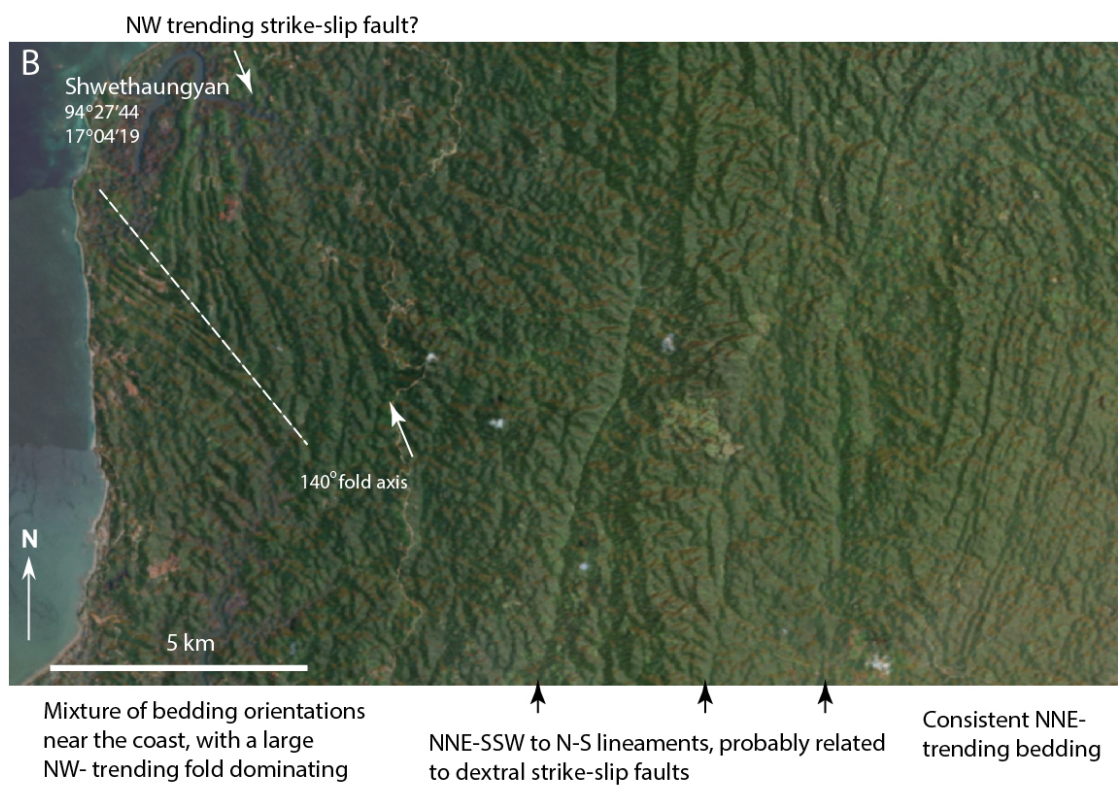 NW trending strike-slip fault?
B
Shwethaungyan
94°27'44
17°04'19
140° fold axis
N
5 km
Mixture of bedding orientations
near the coast, with a large
NW- trending fold dominating
NNE-SSW to N-S lineaments, probably related
to dextral strike-slip faults
Consistent NNE-
trending bedding